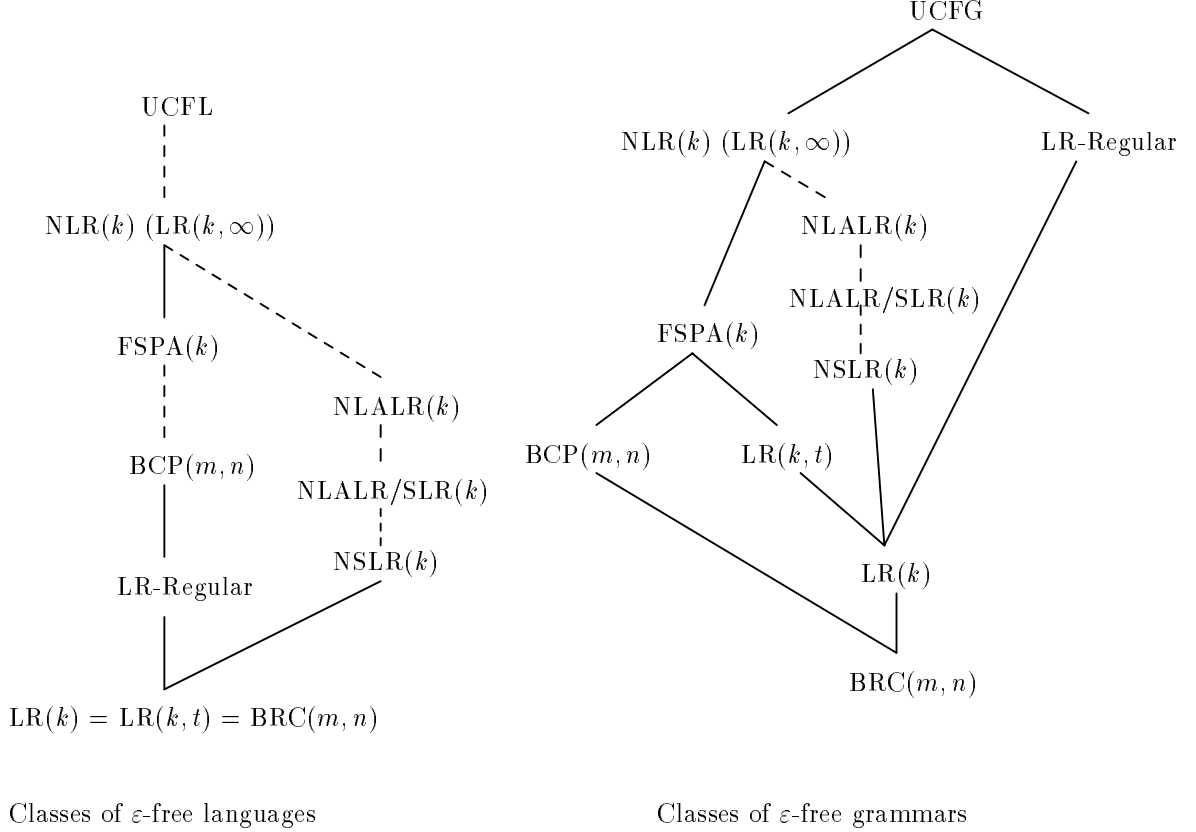 UCFG
UCFL
NLR(k) (LR(k, ∞))
LR-Regular
NLR(k) (LR(k, ∞))
NLALR(k)
NLALR/SLR(k)
FSPA(k)
FSPA(k)
NSLR(k)
NLALR(k)
BCP(m, n)
LR(k, t)
BCP(m, n)
NLALR/SLR(k)
NSLR(k)
LR(k)
LR-Regular
BRC(m, n)
LR(k) = LR(k, t) = BRC(m, n)
Classes of ε-free languages
Classes of ε-free grammars